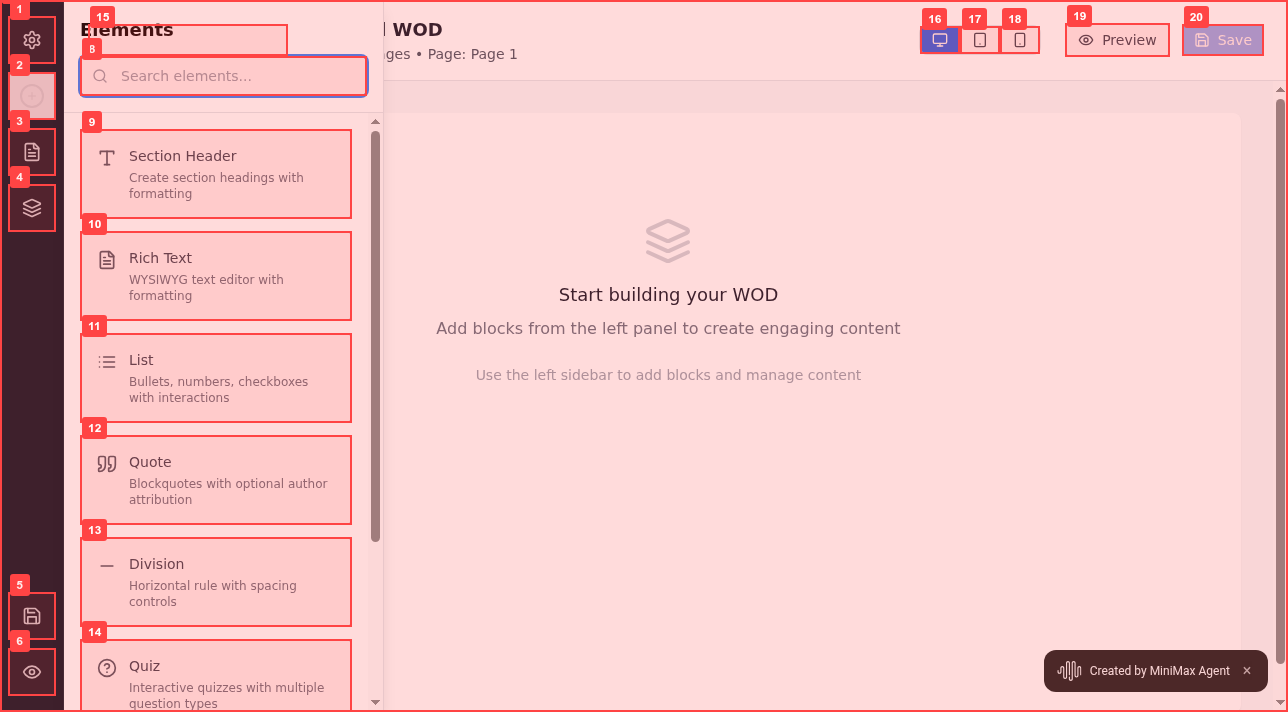 1
15
Elements
l WOD
ges • Page: Page 1
16
17
18
19
Preview
20
Save
8
Search elements...
2
3
4
5
6
9
Section Header
Create section headings with
formatting
10
Rich Text
WYSIWYG text editor with
formatting
11
List
Bullets, numbers, checkboxes
with interactions
12
Quote
Blockquotes with optional author
attribution
13
Division
Horizontal rule with spacing
controls
14
Quiz
Interactive quizzes with multiple
question types
Start building your WOD
Add blocks from the left panel to create engaging content
Use the left sidebar to add blocks and manage content
Created by MiniMax Agent ×